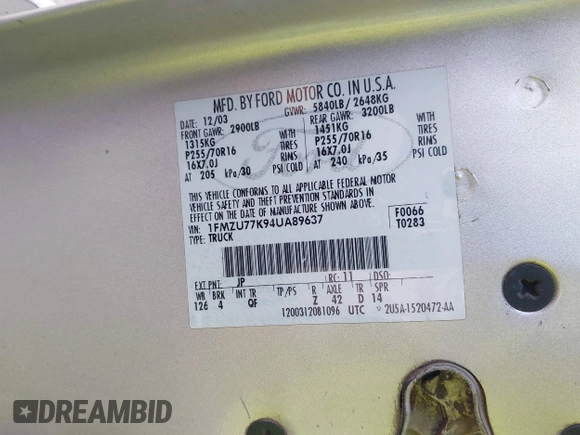 MFD. BY FORD MOTOR CO. IN U.S.A.
DATE: 12/03 GVWR: 5840LB/ 2648KG
FRONT GAWR: 2900LB REAR GAWR: 3200LB
1315KG WITH 1451KG WITH
P255/70R16 TIRES P255/70R16 TIRES
16X7.0J RIMS 16X7.0J RIMS
AT 205 kPa/30 PSI COLD AT 240 kPa/35 PSI COLD
THIS VEHICLE CONFORMS TO ALL APPLICABLE FEDERAL MOTOR
VEHICLE SAFETY AND THEFT PREVENTION STANDARDS IN
EFFECT ON THE DATE OF MANUFACTURE SHOWN ABOVE.
VIN: 1FMZU77K94UA89637 F0066
TYPE: TRUCK T0283
EXT PNT: JP RC: 11 DSO:
WB BRK INT TR TP/PS R AXLE TR SPR
126 4 QF Z 42 D 14
1200312081096 UTC 2U5A-1520472-AA
Ford
DREAMBID